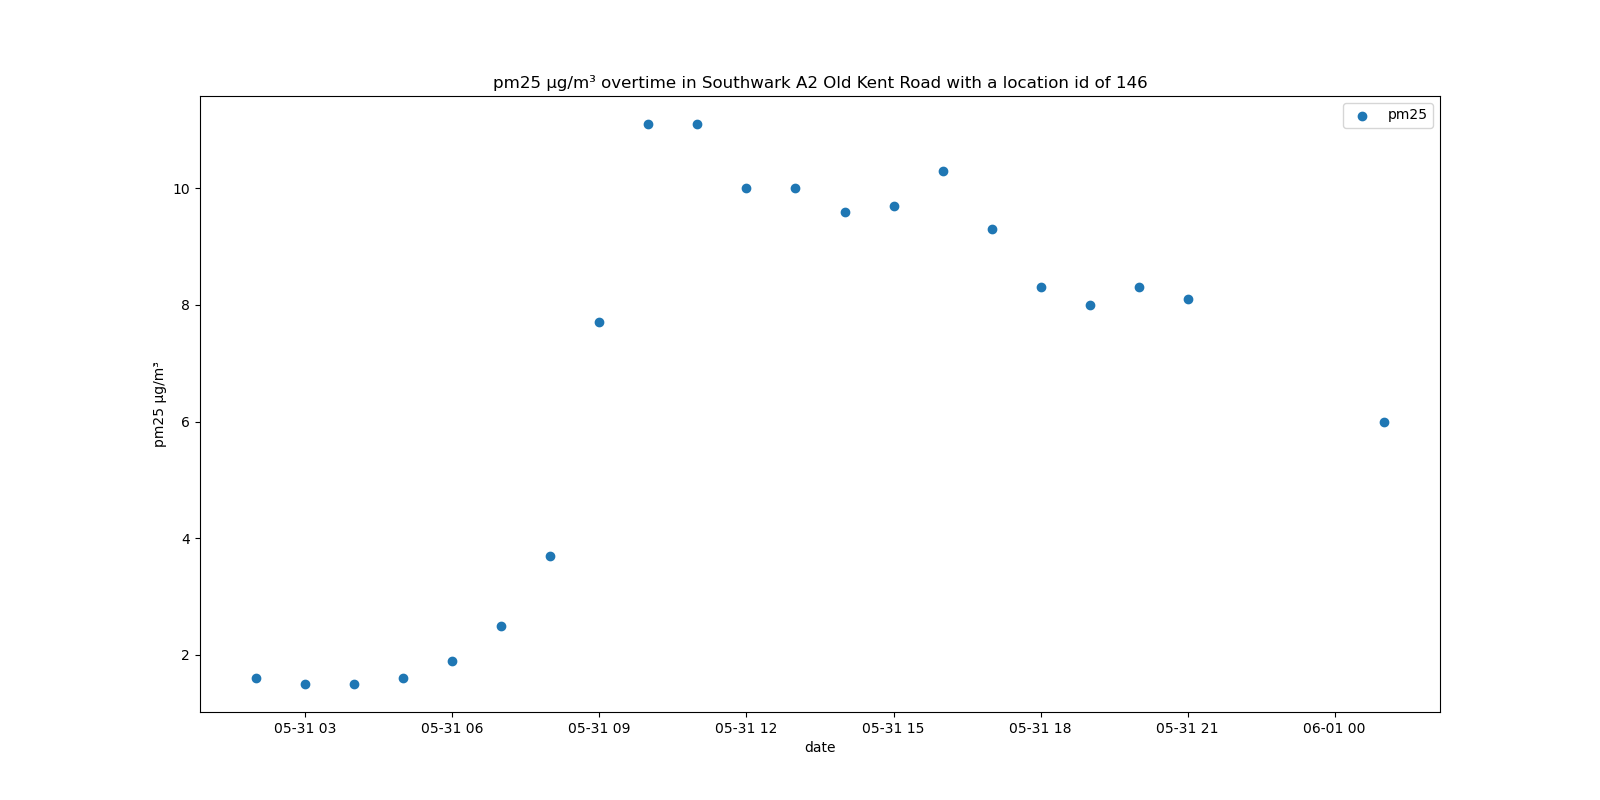 pm25 µg/m³ overtime in Southwark A2 Old Kent Road with a location id of 146
pm25
10
8
6
4
2
pm25 µg/m³
05-31 03 05-31 06 05-31 09 05-31 12 05-31 15 05-31 18 05-31 21 06-01 00
date